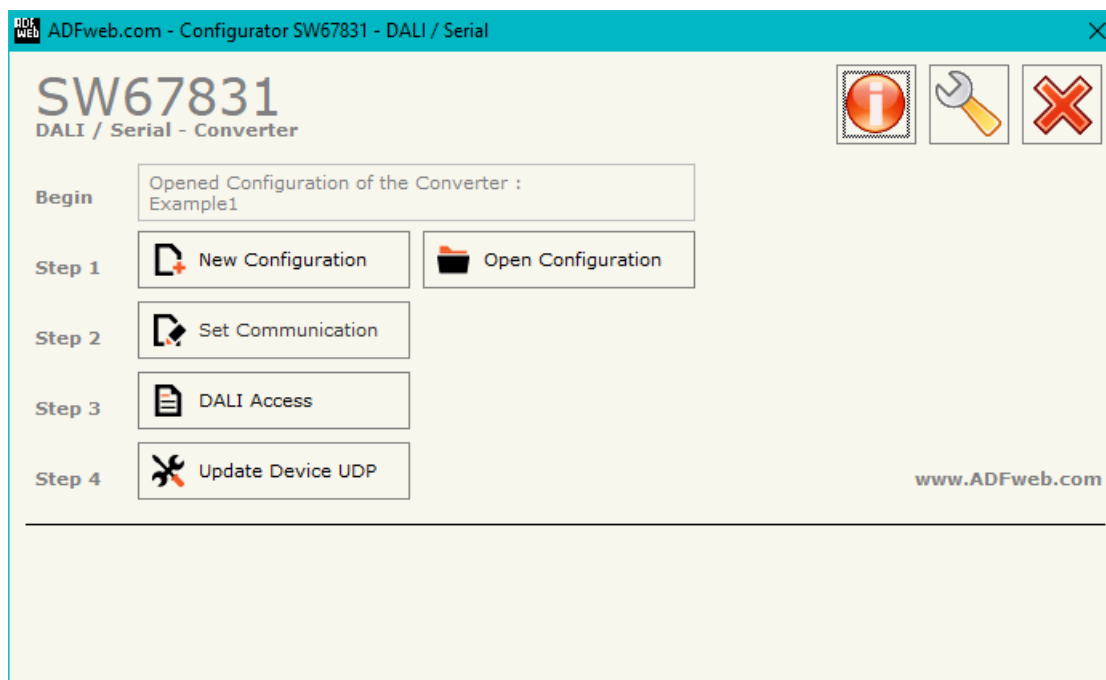 ADF
WEB
ADFweb.com - Configurator SW67831 - DALI / Serial
SW67831
DALI / Serial - Converter
Begin
Opened Configuration of the Converter :
Example1
Step 1
New Configuration
Open Configuration
Step 2
Set Communication
Step 3
DALI Access
Step 4
Update Device UDP
www.ADFweb.com